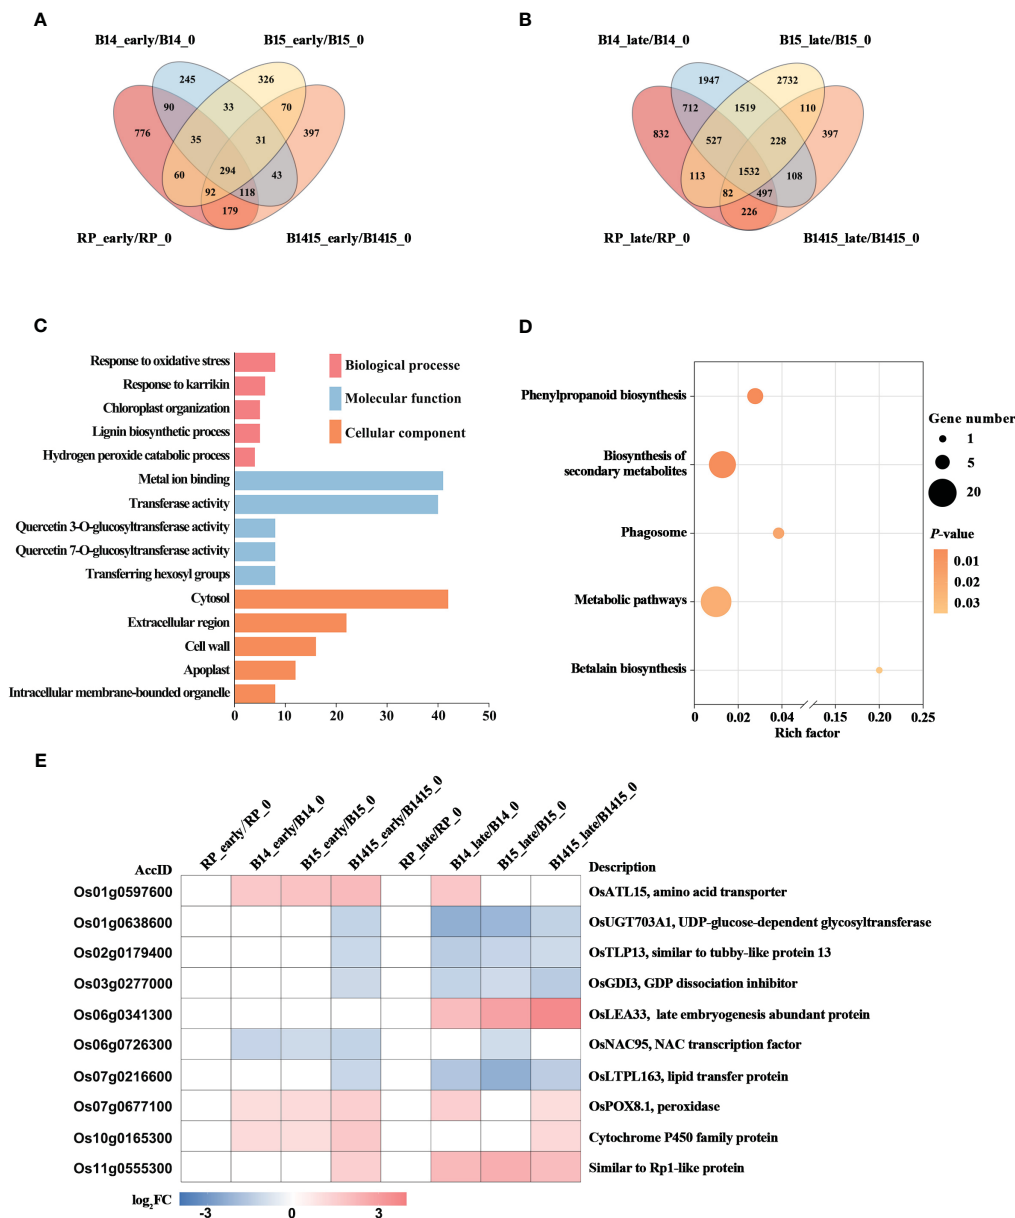 A
B14_early/B14_0
B15_early/B15_0
245
326
90
33
70
776
35
31
397
60
294
43
92
118
179
RP_early/RP_0
B1415_early/B1415_0
B
B14_late/B14_0
B15_late/B15_0
1947
2732
712
1519
110
832
527
228
397
113
1532
108
82
497
226
RP_late/RP_0
B1415_late/B1415_0
C
Response to oxidative stress
Response to karrikin
Chloroplast organization
Lignin biosynthetic process
Hydrogen peroxide catabolic process
Metal ion binding
Transferase activity
Quercetin 3-O-glucosyltransferase activity
Quercetin 7-O-glucosyltransferase activity
Transferring hexosyl groups
Cytosol
Extracellular region
Cell wall
Apoplast
Intracellular membrane-bounded organelle
0 10 20 30 40 50
Biological processe
Molecular function
Cellular component
D
Phenylpropanoid biosynthesis
Biosynthesis of
secondary metabolites
Phagosome
Metabolic pathways
Betalain biosynthesis
0 0.02 0.04 0.15 0.20 0.25
Rich factor
Gene number
1
5
20
P-value
0.01
0.02
0.03
E
AccID
RP_early/RP_0
B14_early/B14_0
B15_early/B15_0
B1415_early/B1415_0
RP_late/RP_0
B14_late/B14_0
B15_late/B15_0
B1415_late/B1415_0
Description
Os01g0597600 OsATL15, amino acid transporter
Os01g0638600 OsUGT703A1, UDP-glucose-dependent glycosyltransferase
Os02g0179400 OsTLP13, similar to tubby-like protein 13
Os03g0277000 OsGDI3, GDP dissociation inhibitor
Os06g0341300 OsLEA33, late embryogenesis abundant protein
Os06g0726300 OsNAC95, NAC transcription factor
Os07g0216600 OsLTPL163, lipid transfer protein
Os07g0677100 OsPOX8.1, peroxidase
Os10g0165300 Cytochrome P450 family protein
Os11g0555300 Similar to Rp1-like protein
log2FC
-3 0 3